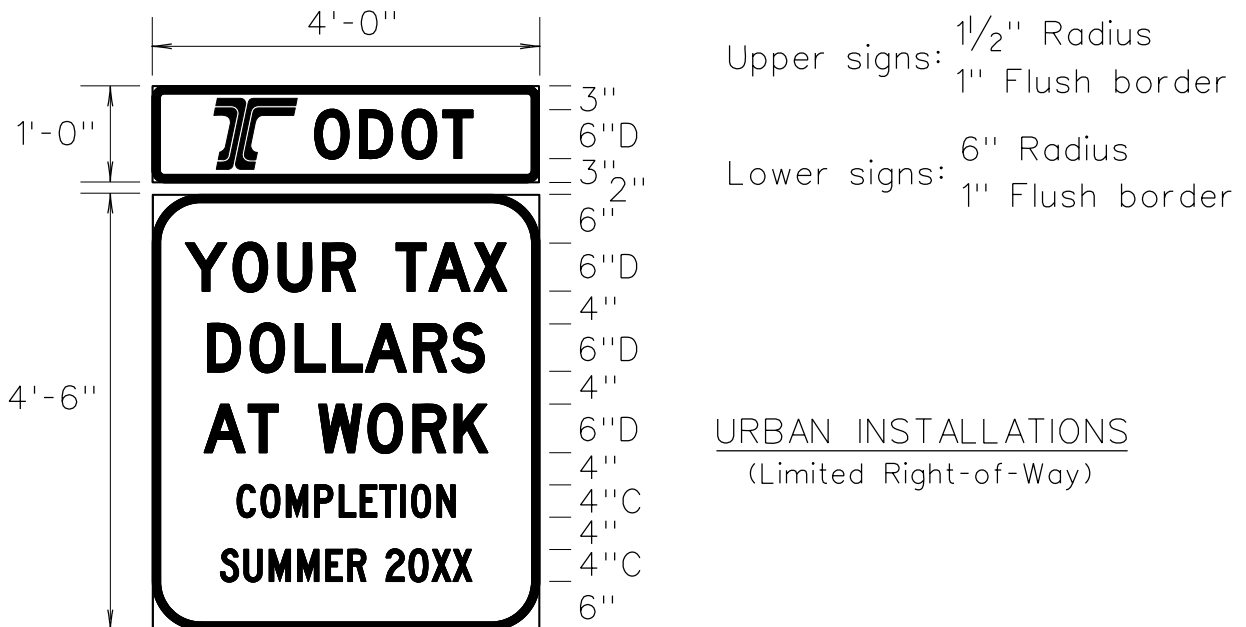 4'-0"
Upper signs: 1 1/2" Radius
1" Flush border
1'-0"
ODOT
3"
6"D
3"
2"
Lower signs: 6" Radius
1" Flush border
4'-6"
YOUR TAX
DOLLARS
AT WORK
COMPLETION
SUMMER 20XX
6"
6"D
4"
6"D
4"
6"D
4"
4"C
4"
4"C
6"
URBAN INSTALLATIONS
(Limited Right-of-Way)